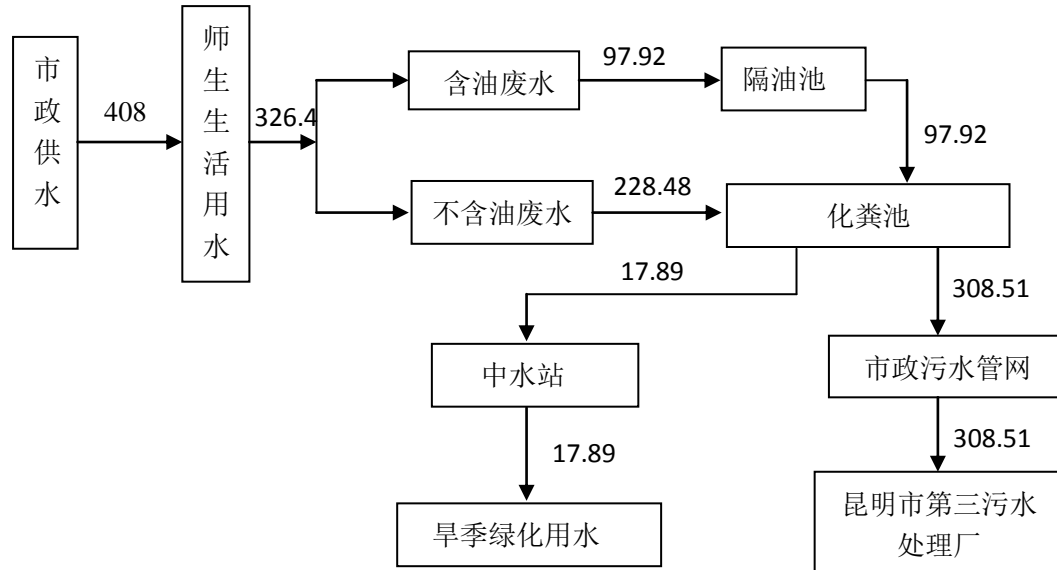 市政供水
408
师生生活用水
326.4
含油废水
97.92
隔油池
97.92
不含油废水
228.48
化粪池
17.89
308.51
中水站
市政污水管网
17.89
308.51
旱季绿化用水
昆明市第三污水
处理厂